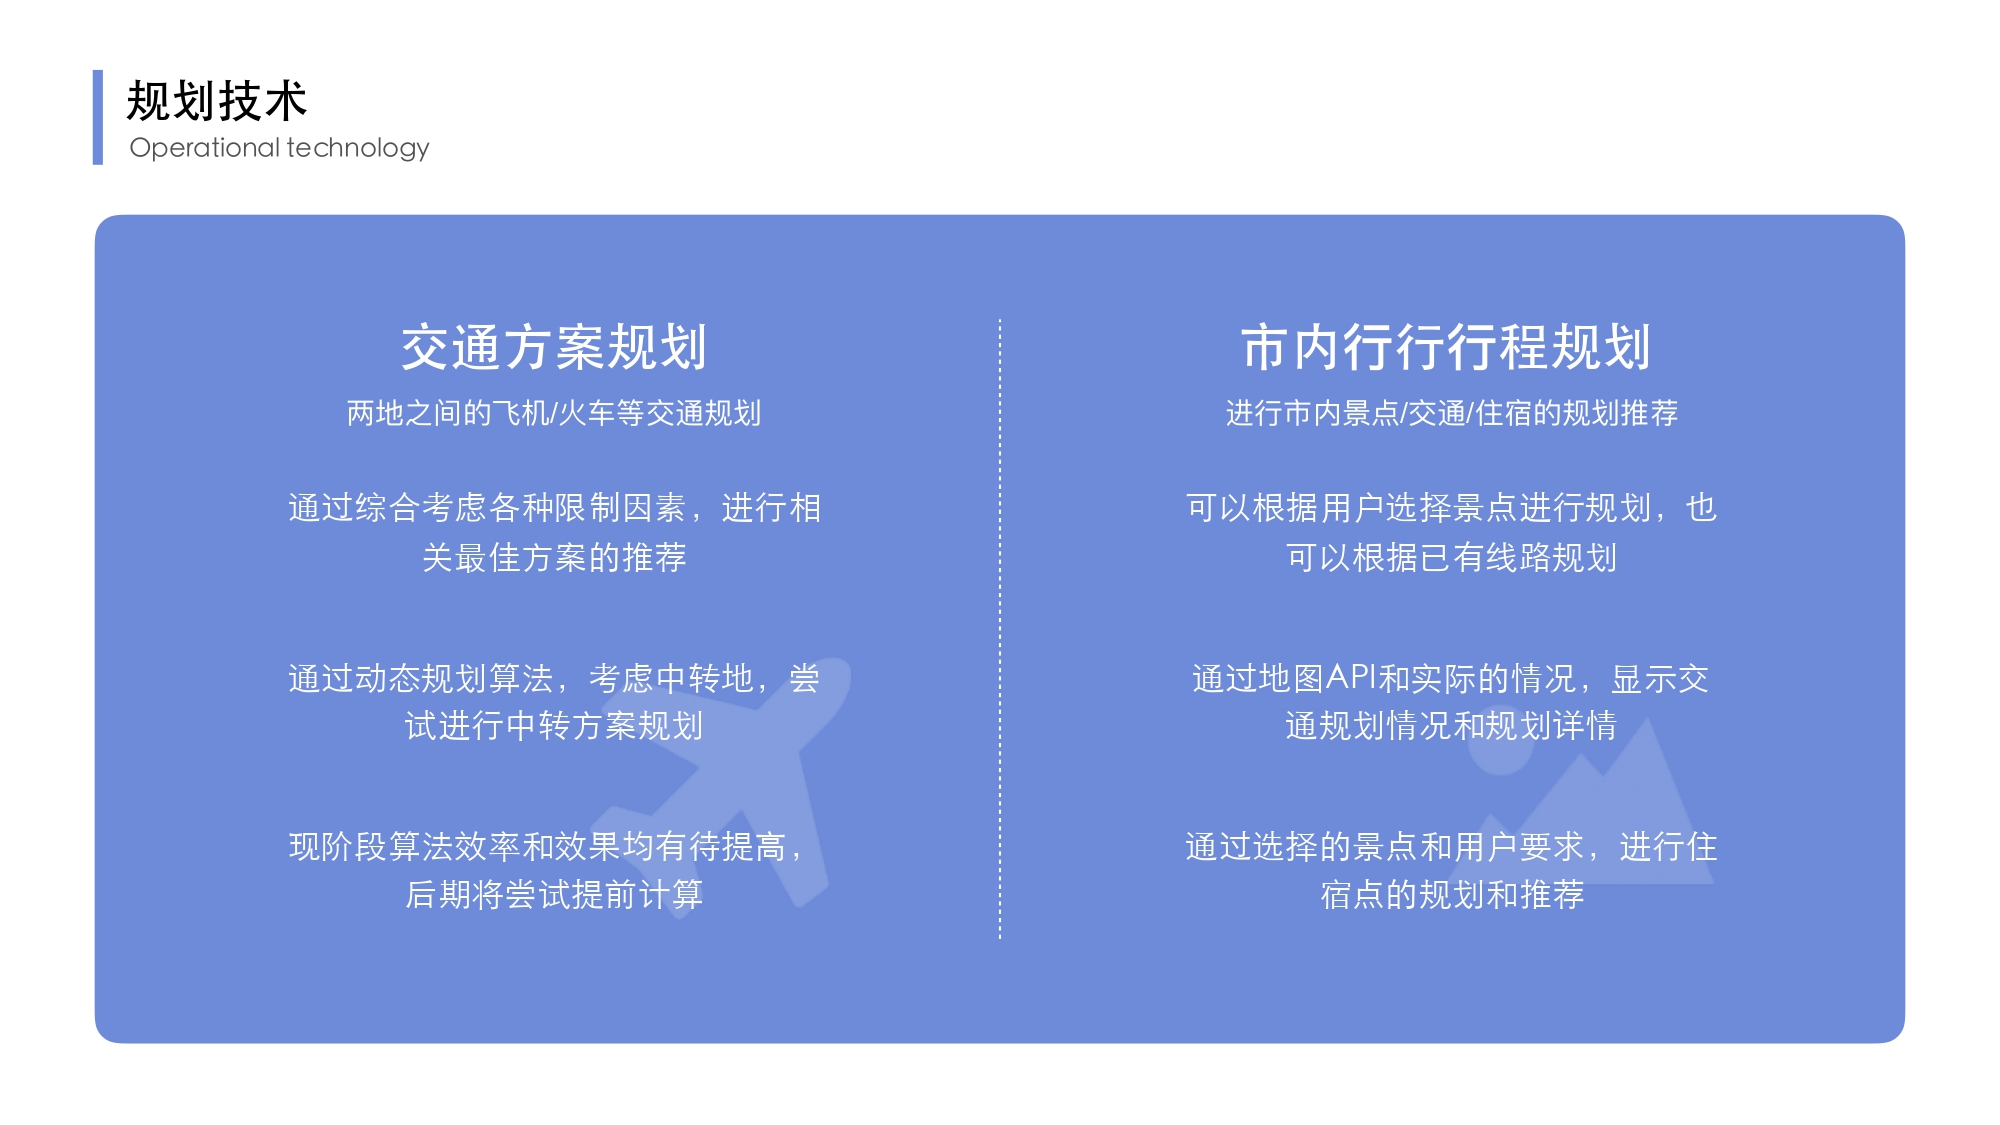 规划技术
Operational technology
交通方案规划
两地之间的飞机/火车等交通规划
通过综合考虑各种限制因素，进行相
关最佳方案的推荐
通过动态规划算法，考虑中转地，尝
试进行中转方案规划
现阶段算法效率和效果均有待提高，
后期将尝试提前计算
市内行行行程规划
进行市内景点/交通/住宿的规划推荐
可以根据用户选择景点进行规划，也
可以根据已有线路规划
通过地图API和实际的情况，显示交
通规划情况和规划详情
通过选择的景点和用户要求，进行住
宿点的规划和推荐